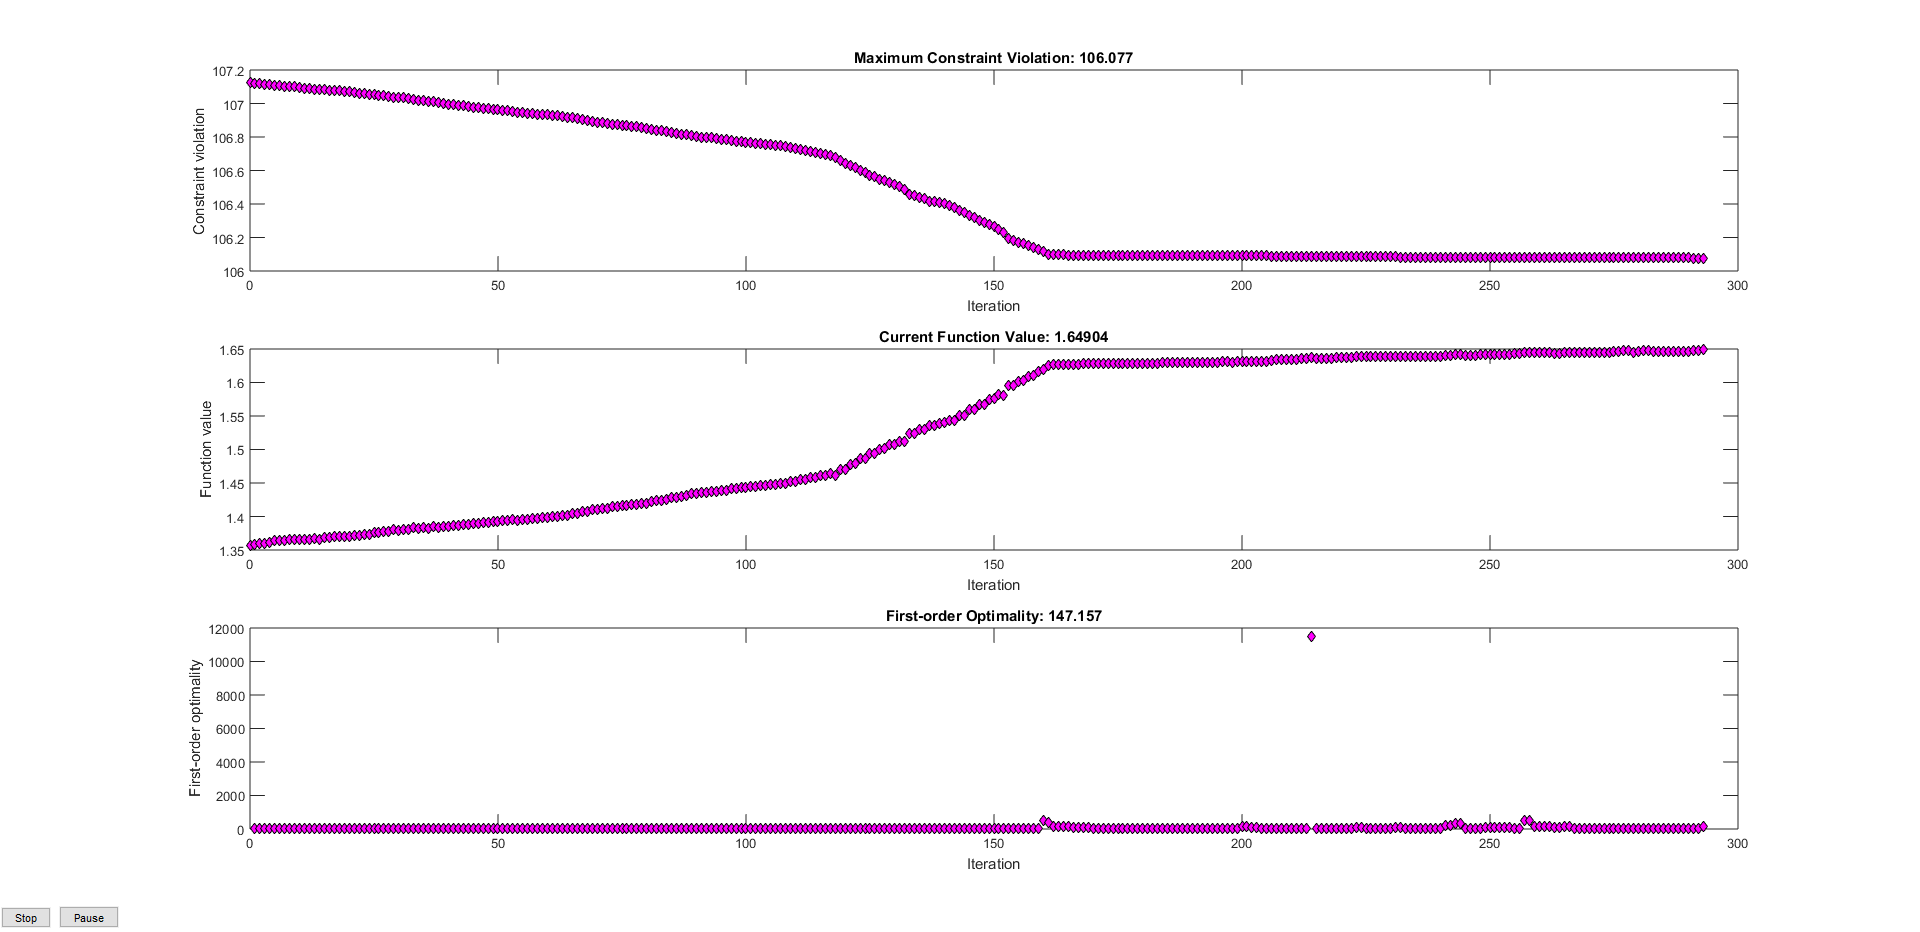 Maximum Constraint Violation: 106.077
107.2
107
106.8
106.6
106.4
106.2
106
Constraint violation
0 50 100 150 200 250 300
Iteration
Current Function Value: 1.64904
1.65
1.6
1.55
1.5
1.45
1.4
1.35
Function value
0 50 100 150 200 250 300
Iteration
First-order Optimality: 147.157
12000
10000
8000
6000
4000
2000
0
First-order optimality
0 50 100 150 200 250 300
Iteration
Stop Pause